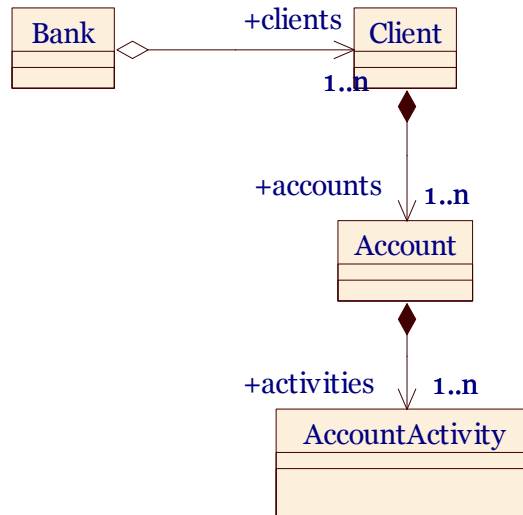 Bank
+clients
Client
1..n
+accounts
1..n
Account
+activities
1..n
AccountActivity